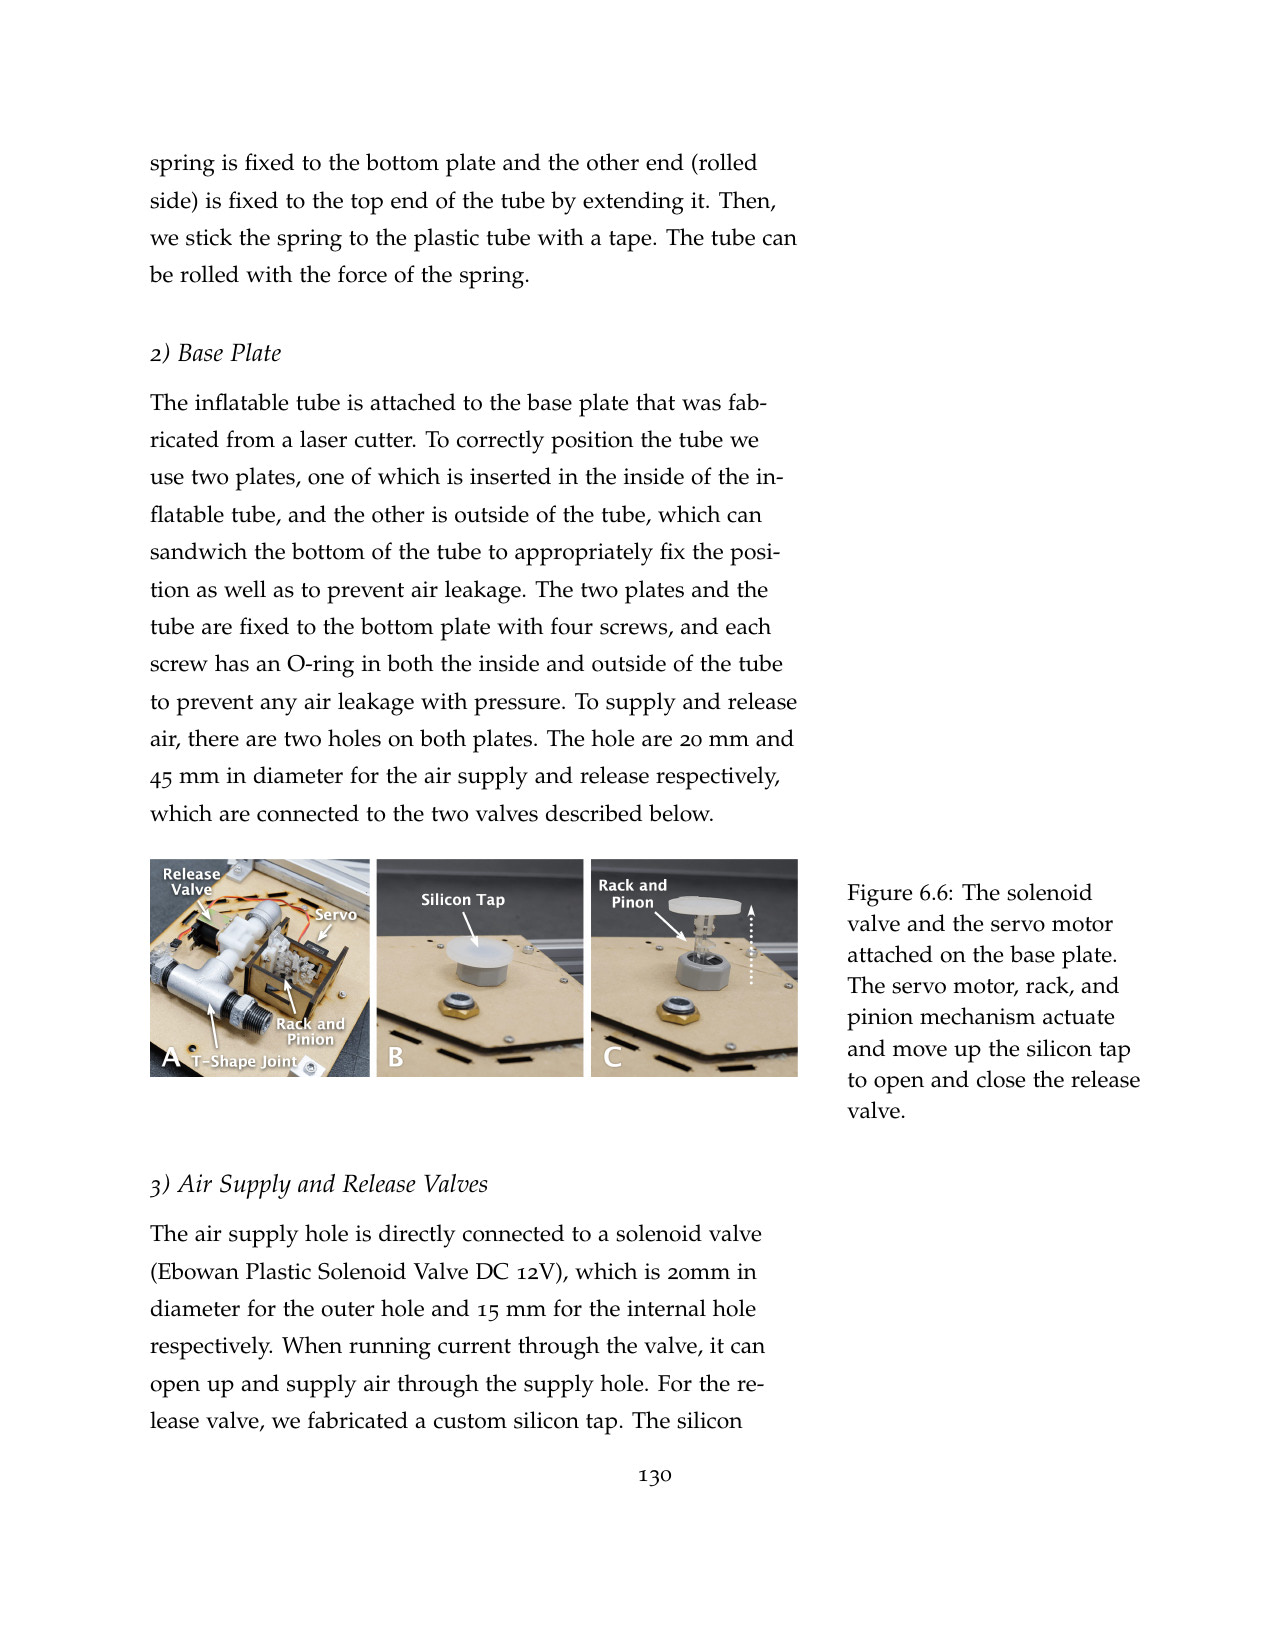 spring is fixed to the bottom plate and the other end (rolled
side) is fixed to the top end of the tube by extending it. Then,
we stick the spring to the plastic tube with a tape. The tube can
be rolled with the force of the spring.
2) Base Plate
The inflatable tube is attached to the base plate that was fab-
ricated from a laser cutter. To correctly position the tube we
use two plates, one of which is inserted in the inside of the in-
flatable tube, and the other is outside of the tube, which can
sandwich the bottom of the tube to appropriately fix the posi-
tion as well as to prevent air leakage. The two plates and the
tube are fixed to the bottom plate with four screws, and each
screw has an O-ring in both the inside and outside of the tube
to prevent any air leakage with pressure. To supply and release
air, there are two holes on both plates. The hole are 20 mm and
45 mm in diameter for the air supply and release respectively,
which are connected to the two valves described below.
Release
Valve
Servo
Rack and
Pinion
A T-Shape Joint
Silicon Tap
B
Rack and
Pinon
C
Figure 6.6: The solenoid
valve and the servo motor
attached on the base plate.
The servo motor, rack, and
pinion mechanism actuate
and move up the silicon tap
to open and close the release
valve.
3) Air Supply and Release Valves
The air supply hole is directly connected to a solenoid valve
(Ebowan Plastic Solenoid Valve DC 12V), which is 20mm in
diameter for the outer hole and 15 mm for the internal hole
respectively. When running current through the valve, it can
open up and supply air through the supply hole. For the re-
lease valve, we fabricated a custom silicon tap. The silicon
130